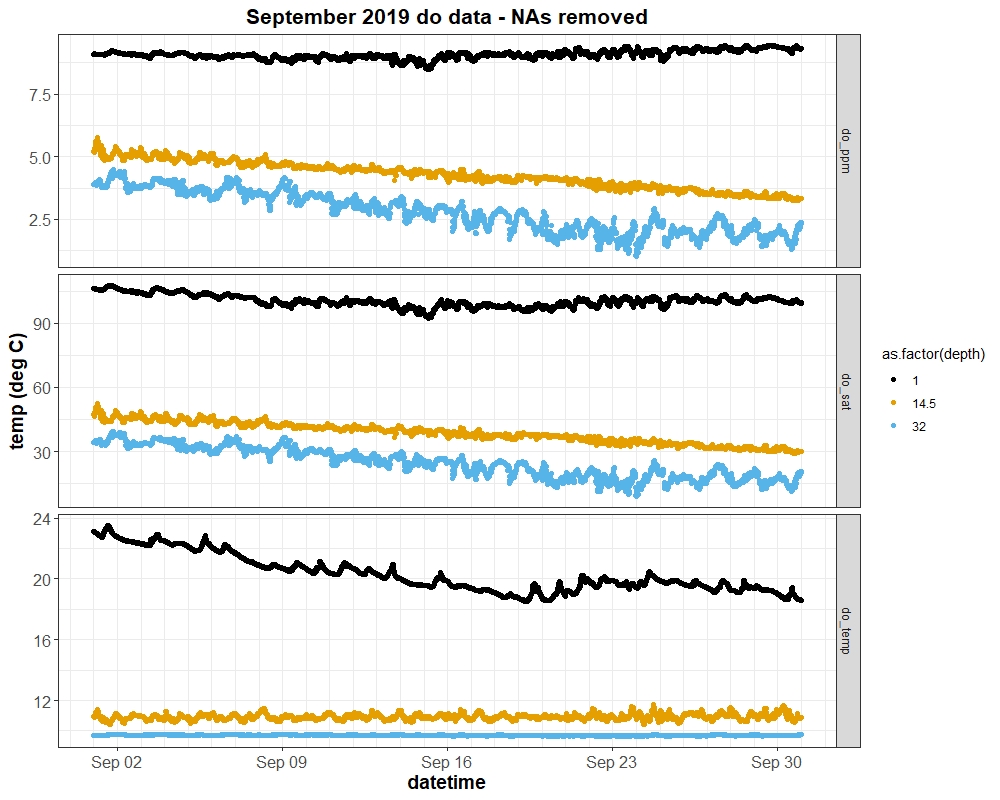 September 2019 do data - NAs removed
7.5
5.0
2.5
do_ppm
90
60
30
do_sat
24
20
16
12
do_temp
temp (deg C)
Sep 02 Sep 09 Sep 16 Sep 23 Sep 30
datetime
as.factor(depth)
1
14.5
32